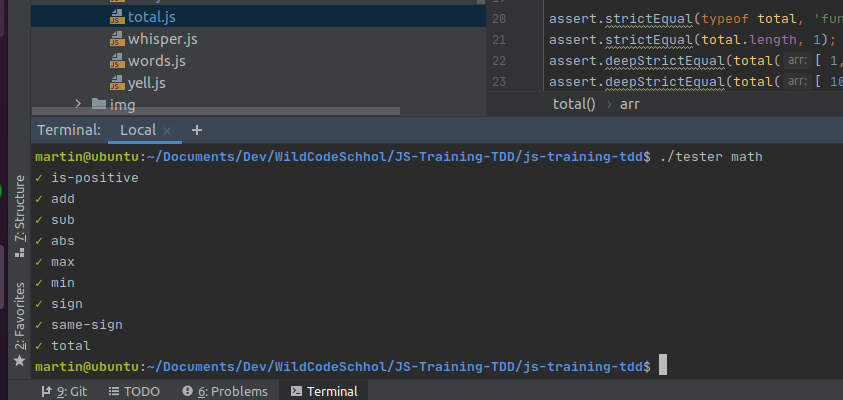 total.js
whisper.js
words.js
yell.js
img
20 assert.strictEqual(typeof total, 'fun
21 assert.strictEqual(total.length, 1);
22 assert.deepStrictEqual(total( arr: [ 1,
23 assert.deepStrictEqual(total( arr: [ 10
total() › arr
Terminal: Local × +
martin@ubuntu:~/Documents/Dev/WildCodeSchhol/JS-Training-TDD/js-training-tdd$ ./tester math
✓ is-positive
✓ add
✓ sub
✓ abs
✓ max
✓ min
✓ sign
✓ same-sign
✓ total
martin@ubuntu:~/Documents/Dev/WildCodeSchhol/JS-Training-TDD/js-training-tdd$
7: Structure
2: Favorites
9: Git TODO 6: Problems Terminal